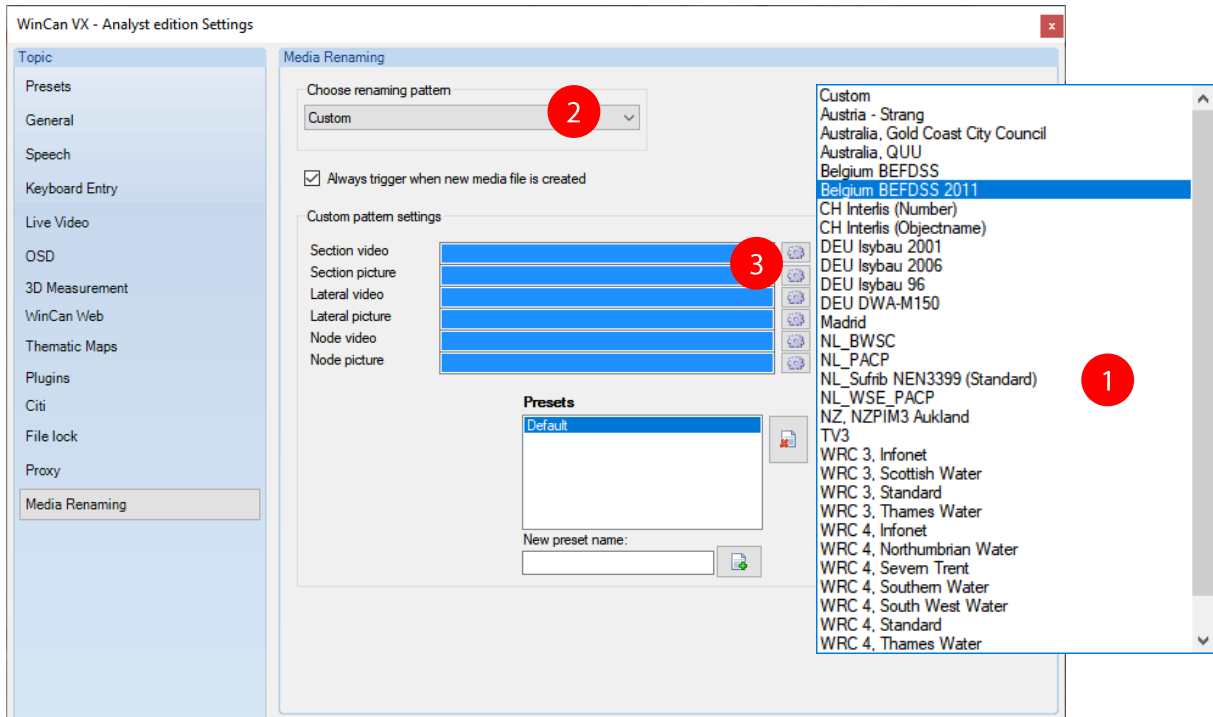 WinCan VX - Analyst edition Settings
x
Topic
Presets
General
Speech
Keyboard Entry
Live Video
OSD
3D Measurement
WinCan Web
Thematic Maps
Plugins
Citi
File lock
Proxy
Media Renaming
Media Renaming
Choose renaming pattern
Custom
2
Always trigger when new media file is created
Custom pattern settings
Section video
Section picture
Lateral video
Lateral picture
Node video
Node picture
3
Presets
Default
New preset name:
Custom
Austria - Strang
Australia, Gold Coast City Council
Australia, QUU
Belgium BEFDSS
Belgium BEFDSS 2011
CH Interlis (Number)
CH Interlis (Objectname)
DEU Isybau 2001
DEU Isybau 2006
DEU Isybau 96
DEU DWA-M150
Madrid
NL_BWSC
NL_PACP
NL_Sufrib NEN3399 (Standard)
NL_WSE_PACP
NZ, NZPIM3 Aukland
TV3
WRC 3, Infonet
WRC 3, Scottish Water
WRC 3, Standard
WRC 3, Thames Water
WRC 4, Infonet
WRC 4, Northumbrian Water
WRC 4, Severn Trent
WRC 4, Southern Water
WRC 4, South West Water
WRC 4, Standard
WRC 4, Thames Water
1